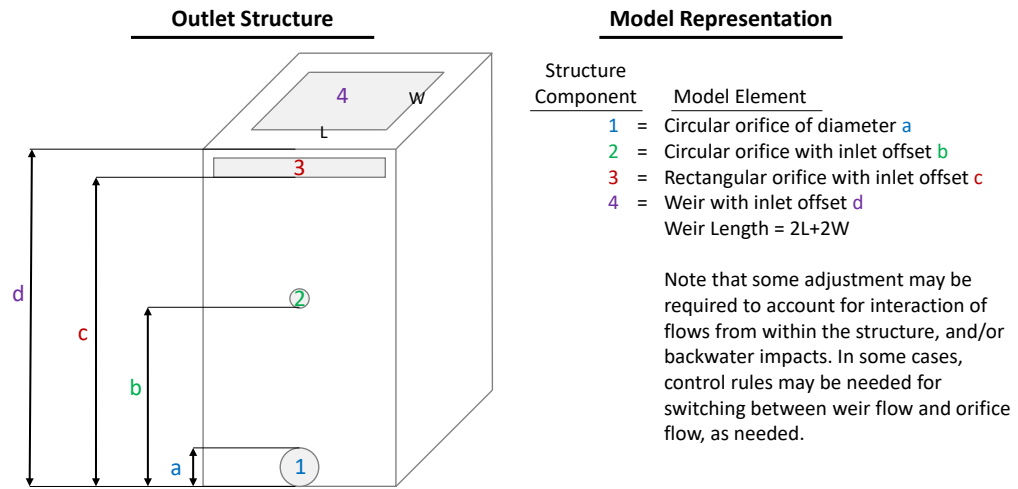 Outlet Structure
4
W
L
3
2
1
d
c
b
a
Model Representation
Structure
Component Model Element
1 = Circular orifice of diameter a
2 = Circular orifice with inlet offset b
3 = Rectangular orifice with inlet offset c
4 = Weir with inlet offset d
Weir Length = 2L+2W
Note that some adjustment may be
required to account for interaction of
flows from within the structure, and/or
backwater impacts. In some cases,
control rules may be needed for
switching between weir flow and orifice
flow, as needed.